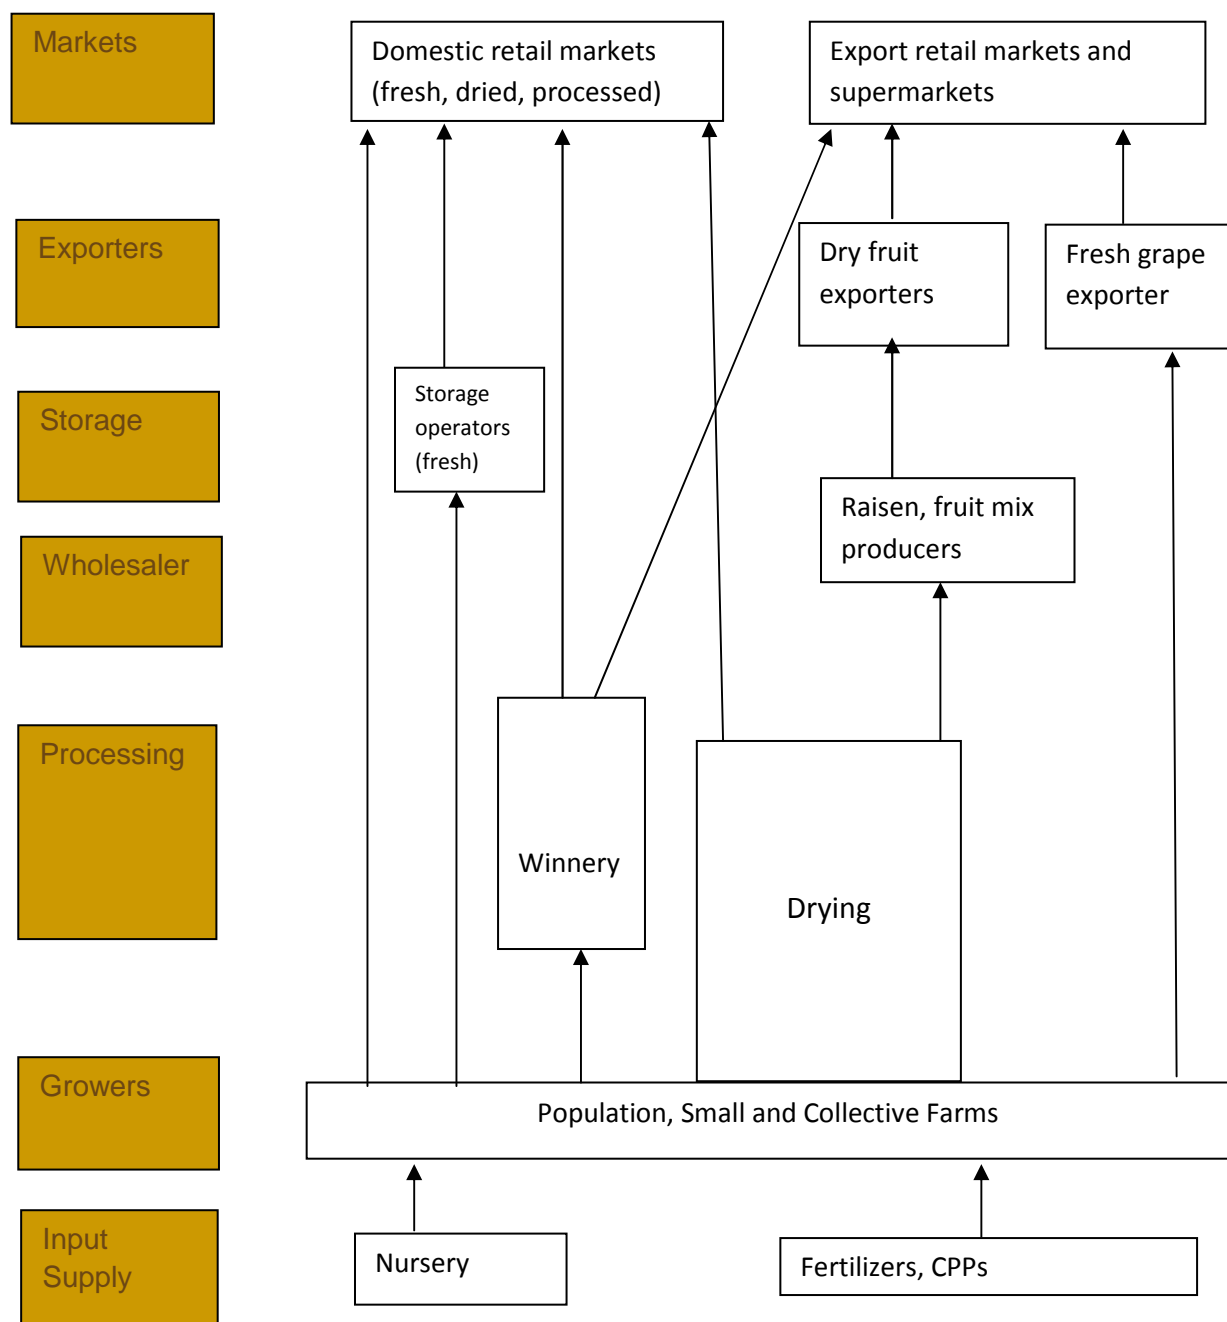 Markets
Domestic retail markets
(fresh, dried, processed)
Export retail markets and
supermarkets
Exporters
Dry fruit
exporters
Fresh grape
exporter
Storage
Storage
operators
(fresh)
Raisen, fruit mix
producers
Wholesaler
Processing
Winnery
Drying
Growers
Population, Small and Collective Farms
Input
Supply
Nursery
Fertilizers, CPPs